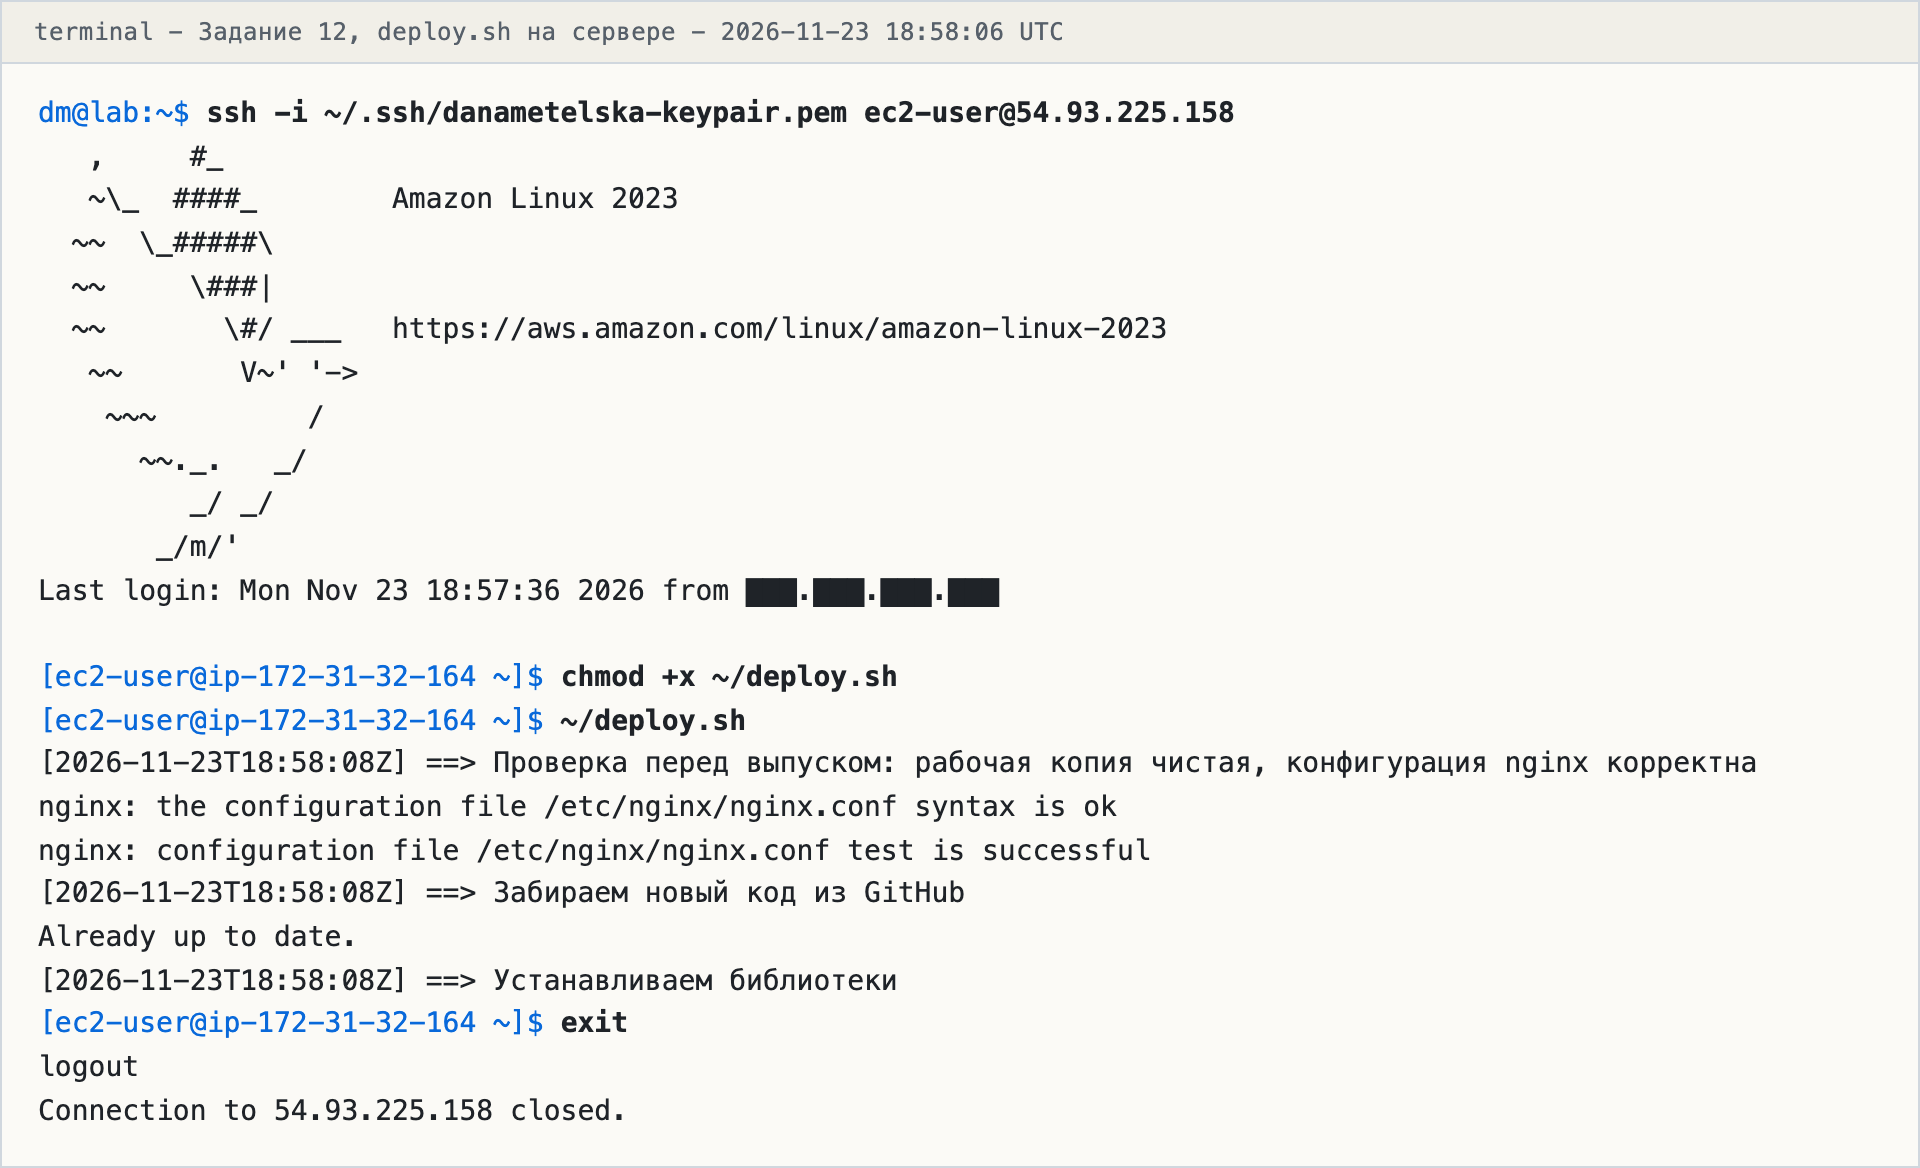 terminal — Задание 12, deploy.sh на сервере — 2026-11-23 18:58:06 UTC
dm@lab:~$ ssh -i ~/.ssh/danametelska-keypair.pem ec2-user@54.93.225.158
   ,     #_
   ~\_  ####_        Amazon Linux 2023
  ~~  \_#####\
  ~~     \###|
  ~~       \#/ ___   https://aws.amazon.com/linux/amazon-linux-2023
   ~~       V~' '->
    ~~~         /
      ~~._.   _/
         _/ _/
       _/m/'
Last login: Mon Nov 23 18:57:36 2026 from ███.███.███.███
[ec2-user@ip-172-31-32-164 ~]$ chmod +x ~/deploy.sh
[ec2-user@ip-172-31-32-164 ~]$ ~/deploy.sh
[2026-11-23T18:58:08Z] ==> Проверка перед выпуском: рабочая копия чистая, конфигурация nginx корректна
nginx: the configuration file /etc/nginx/nginx.conf syntax is ok
nginx: configuration file /etc/nginx/nginx.conf test is successful
[2026-11-23T18:58:08Z] ==> Забираем новый код из GitHub
Already up to date.
[2026-11-23T18:58:08Z] ==> Устанавливаем библиотеки
[ec2-user@ip-172-31-32-164 ~]$ exit
logout
Connection to 54.93.225.158 closed.